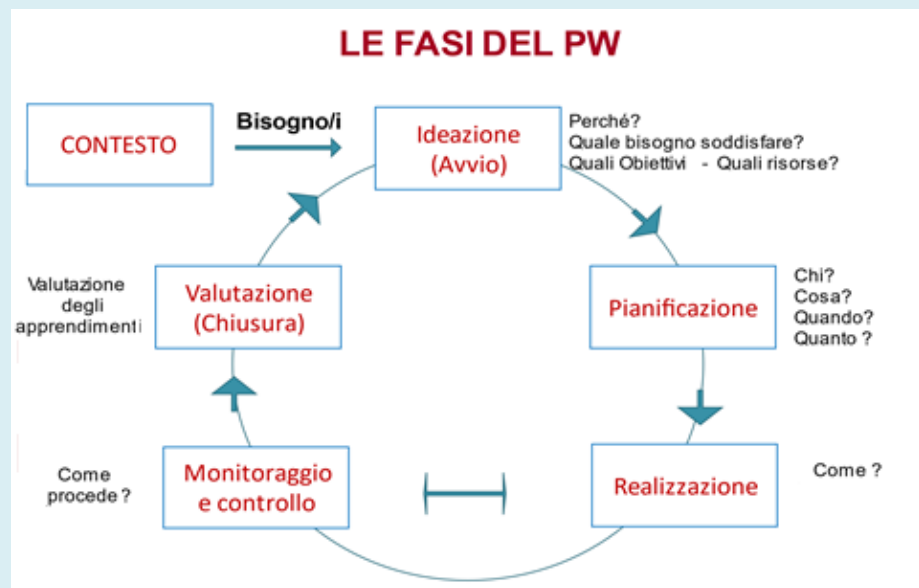 LE FASI DEL PW
CONTESTO
Bisogno/i
Ideazione
(Avvio)
Perché?
Quale bisogno soddisfare?
Quali Obiettivi - Quali risorse?
Valutazione
degli
apprendimenti
Valutazione
(Chiusura)
Pianificazione
Chi?
Cosa?
Quando?
Quanto ?
Come
procede ?
Monitoraggio
e controllo
Realizzazione
Come ?